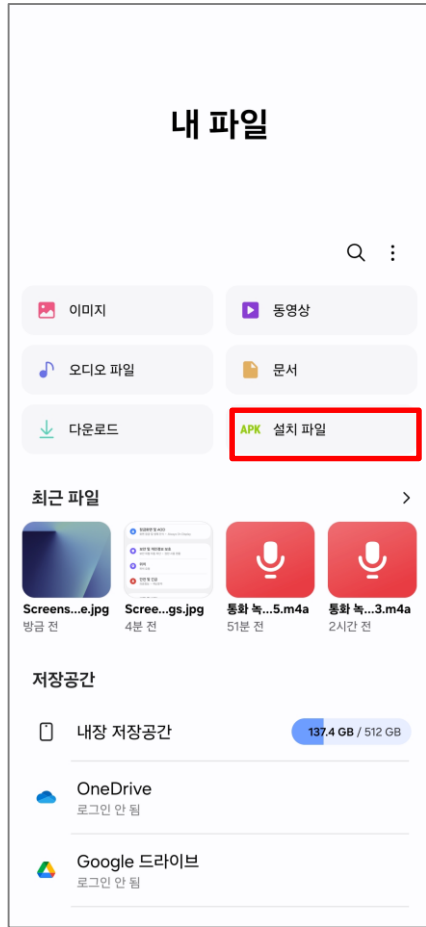 내 파일
이미지
동영상
오디오 파일
문서
다운로드
APK 설치 파일
최근 파일
Screens...e.jpg
방금 전
Scree...gs.jpg
4분 전
통화 녹...5.m4a
51분 전
통화 녹...3.m4a
2시간 전
저장공간
내장 저장공간
137.4 GB / 512 GB
OneDrive
로그인 안 됨
Google 드라이브
로그인 안 됨